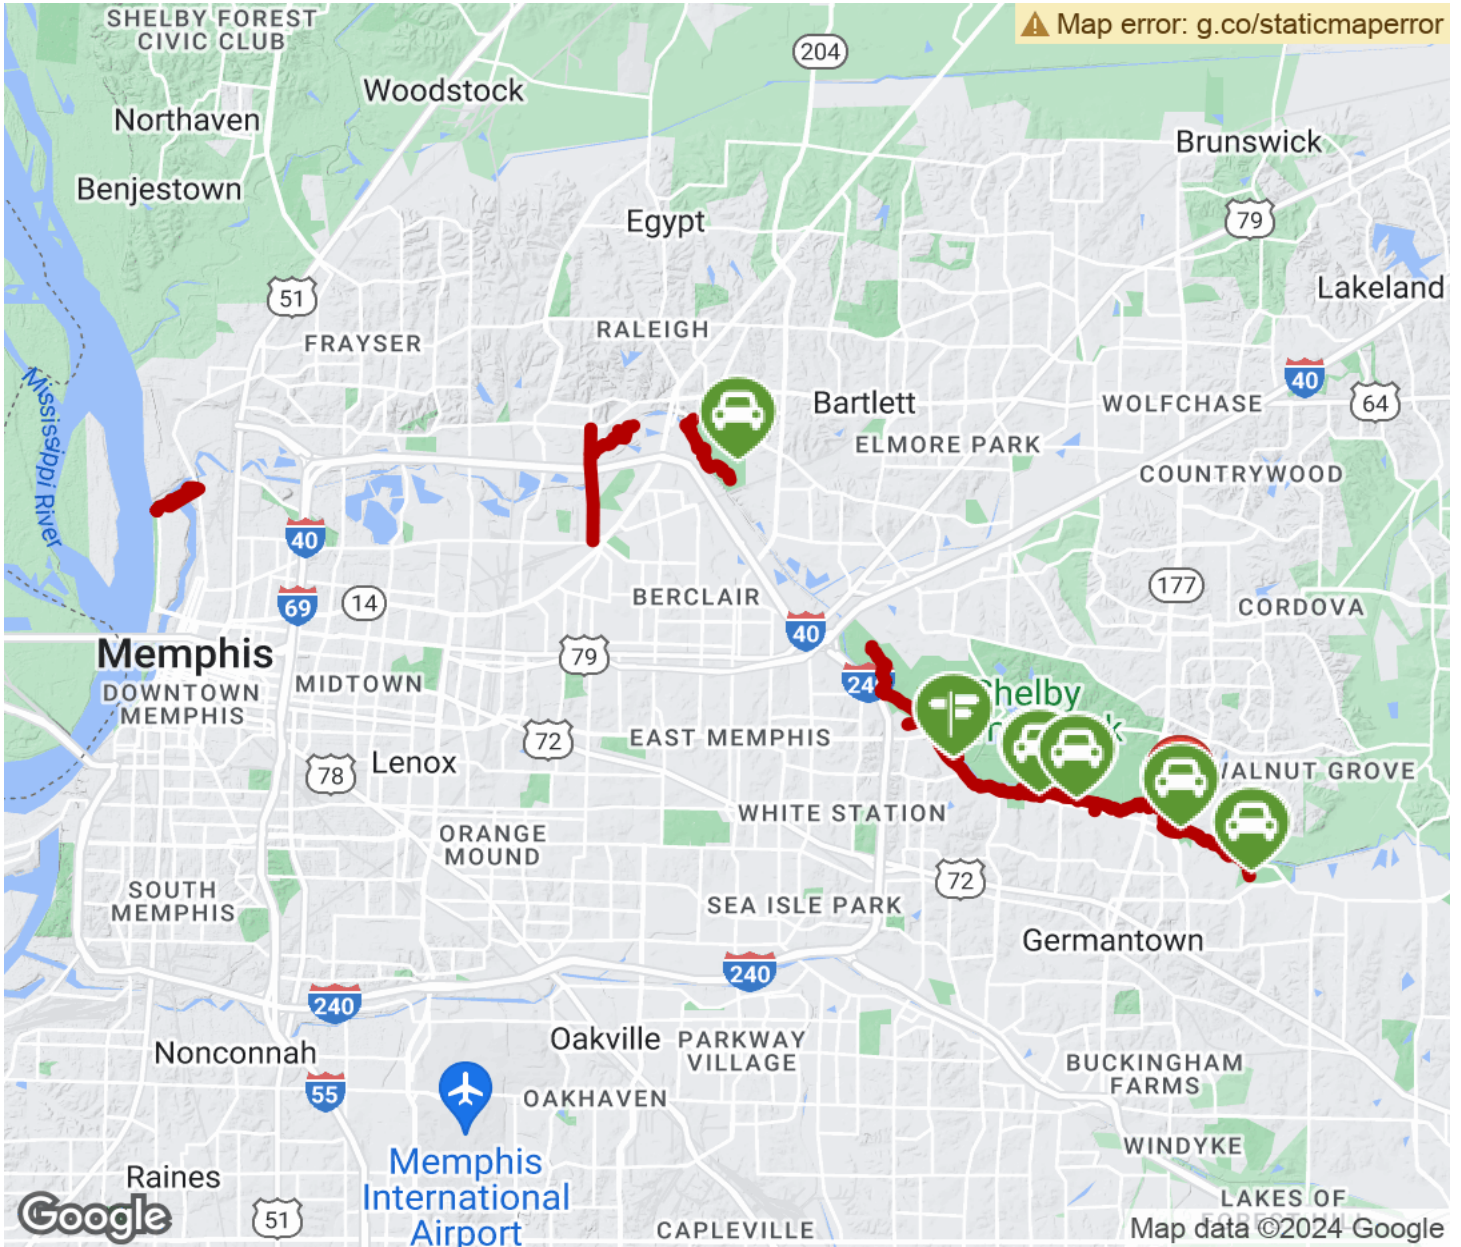 SHELBY FOREST
CIVIC CLUB
Map error: g.co/staticmaperror
204
Woodstock
Northaven
Brunswick
Benjestown
79
Egypt
51
Lakeland
RALEIGH
FRAYSER
40
64
Mississippi River
Bartlett
WOLFCHASE
ELMORE PARK
COUNTRYWOOD
40
177
69
14
BERCLAIR
CORDOVA
40
79
Memphis
MIDTOWN
24
Shelby
DOWNTOWN
MEMPHIS
72
EAST MEMPHIS
78
Lenox
WALNUT GROVE
WHITE STATION
ORANGE
MOUND
72
SOUTH
MEMPHIS
SEA ISLE PARK
Germantown
240
240
Nonconnah
Oakville
PARKWAY
VILLAGE
BUCKINGHAM
FARMS
55
OAKHAVEN
WINDYKE
Memphis
International
Airport
Raines
LAKES OF
Google
51
CAPLEVILLE
Map data ©2024 Google